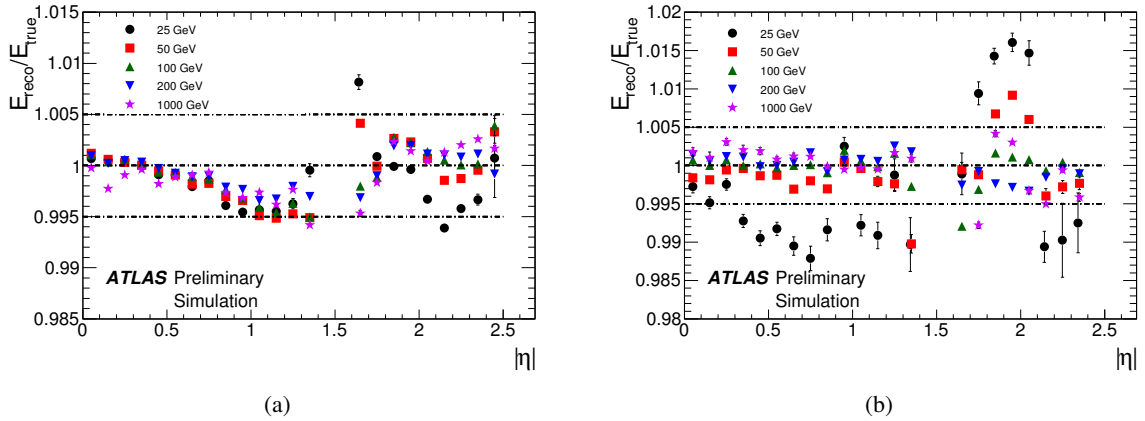 E_reco/E_true
1.015
1.01
1.005
1
0.995
0.99
0.985
25 GeV
50 GeV
100 GeV
200 GeV
1000 GeV
ATLAS Preliminary
Simulation
0 0.5 1 1.5 2 2.5
|η|
(a)
E_reco/E_true
1.02
1.015
1.01
1.005
1
0.995
0.99
0.985
0.98
25 GeV
50 GeV
100 GeV
200 GeV
1000 GeV
ATLAS Preliminary
Simulation
0 0.5 1 1.5 2 2.5
|η|
(b)